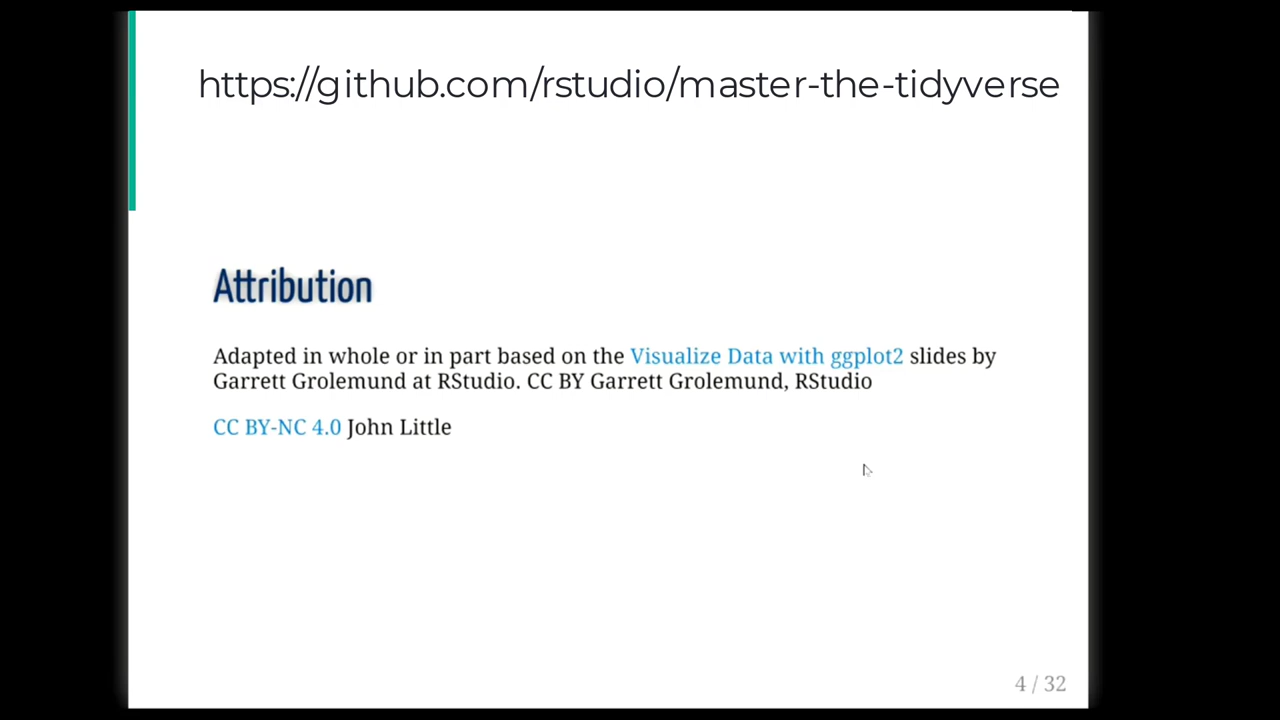 https://github.com/rstudio/master-the-tidyverse
Attribution
Adapted in whole or in part based on the Visualize Data with ggplot2 slides by
Garrett Grolemund at RStudio. CC BY Garrett Grolemund, RStudio
CC BY-NC 4.0 John Little
4 / 32